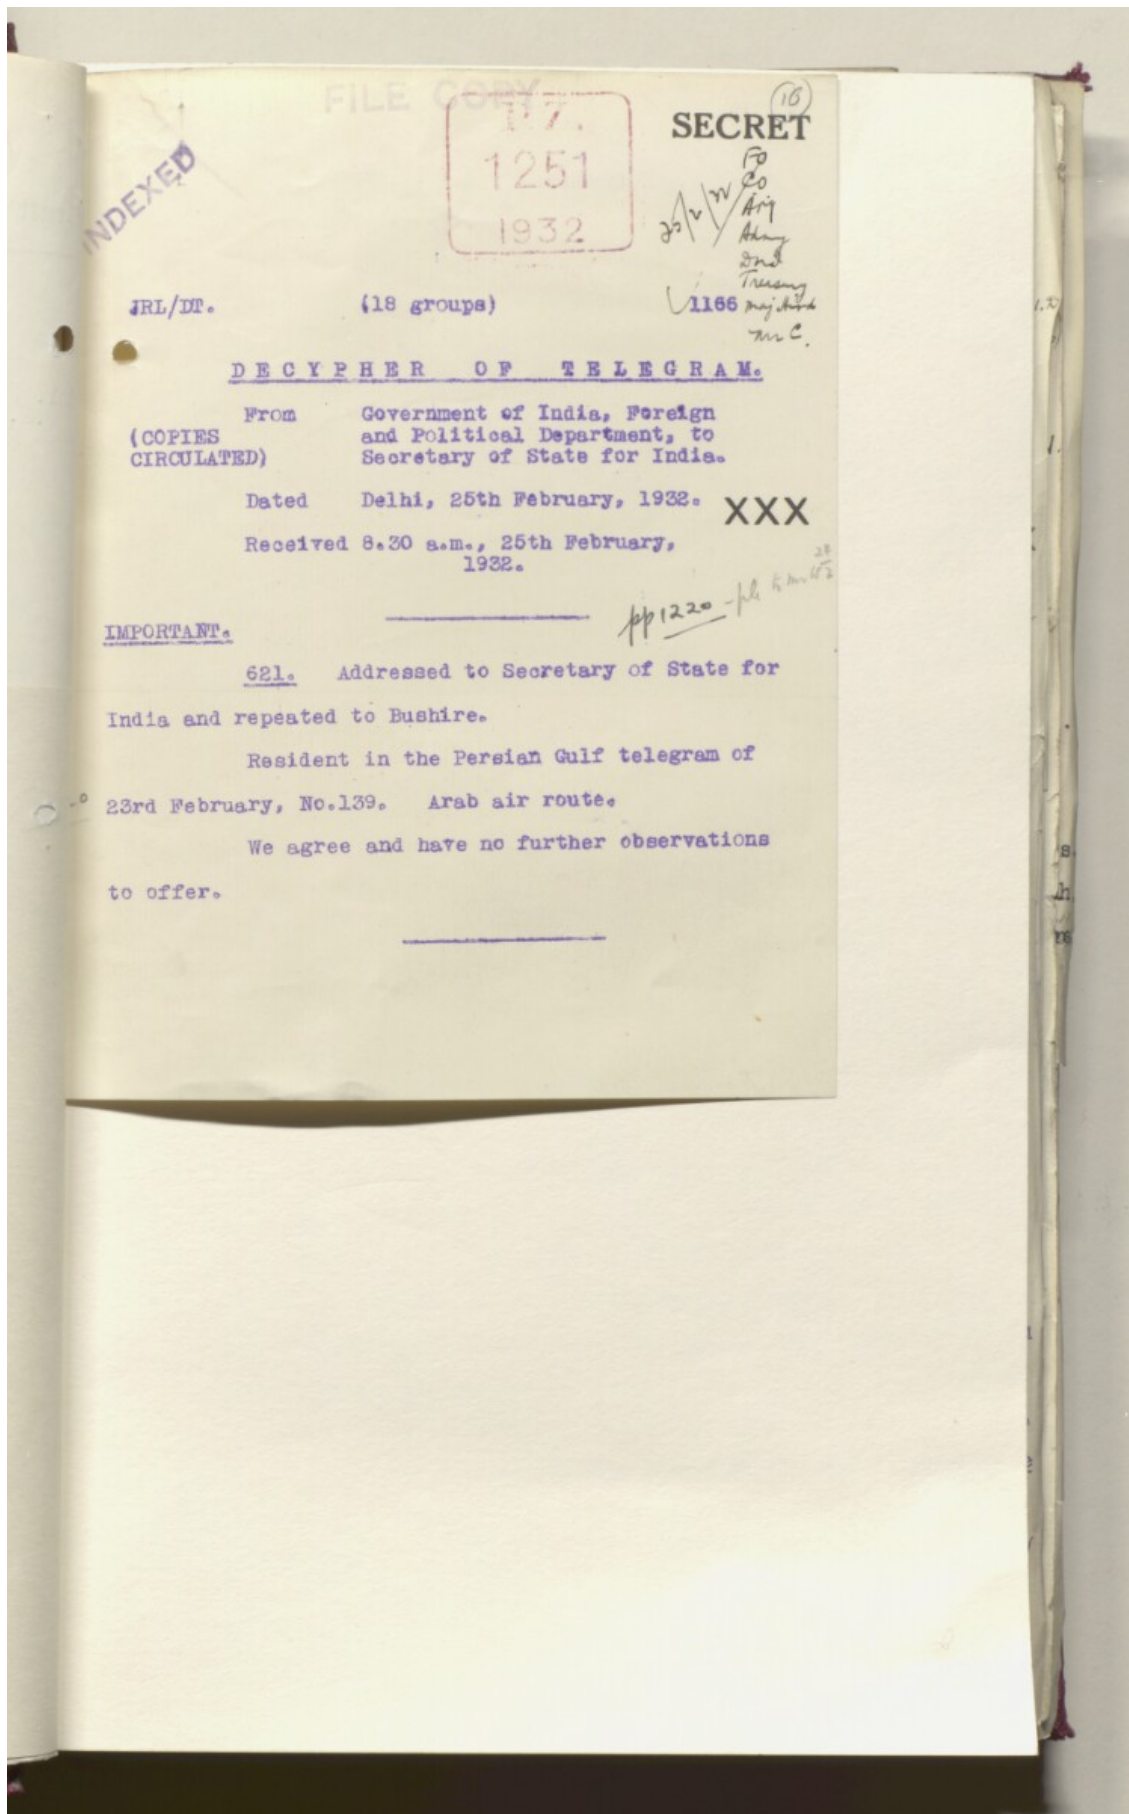 FILE COPY
16
SECRET
INDEXED
P.Z.
1251
1932
FO
CO
Admy
Treasury
Mr C.
JRL/DT.
(18 groups)
1166
DECYPHER OF TELEGRAM.
From Government of India, Foreign
(COPIES and Political Department, to
CIRCULATED) Secretary of State for India.
Dated Delhi, 25th February, 1932.
XXX
Received 8.30 a.m., 25th February,
1932.
pp 1220
IMPORTANT.
621. Addressed to Secretary of State for
India and repeated to Bushire.
Resident in the Persian Gulf telegram of
23rd February, No.139. Arab air route.
We agree and have no further observations
to offer.